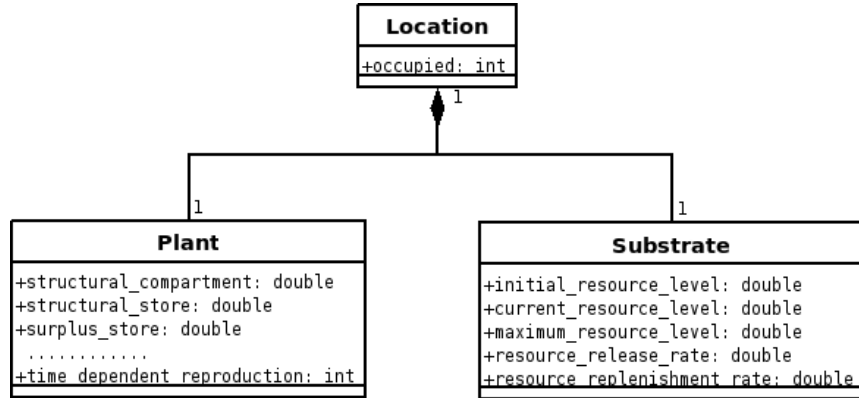 Location
+occupied: int
1
1
1
Plant
+structural_compartment: double
+structural_store: double
+surplus_store: double
............
+time_dependent_reproduction: int
Substrate
+initial_resource_level: double
+current_resource_level: double
+maximum_resource_level: double
+resource_release_rate: double
+resource_replenishment_rate: double